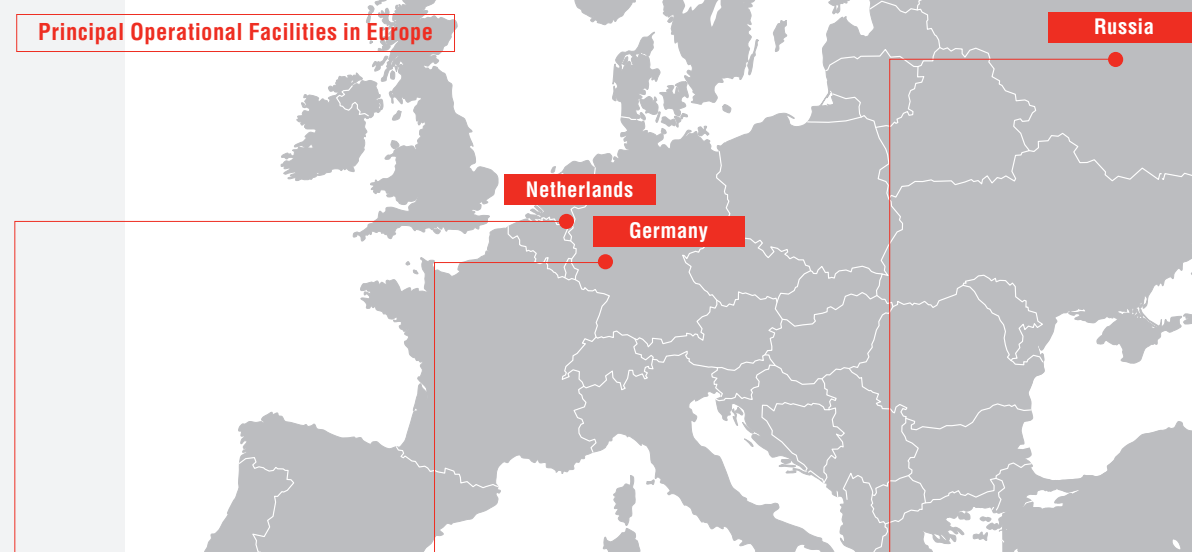 Principal Operational Facilities in Europe
Russia
Netherlands
Germany